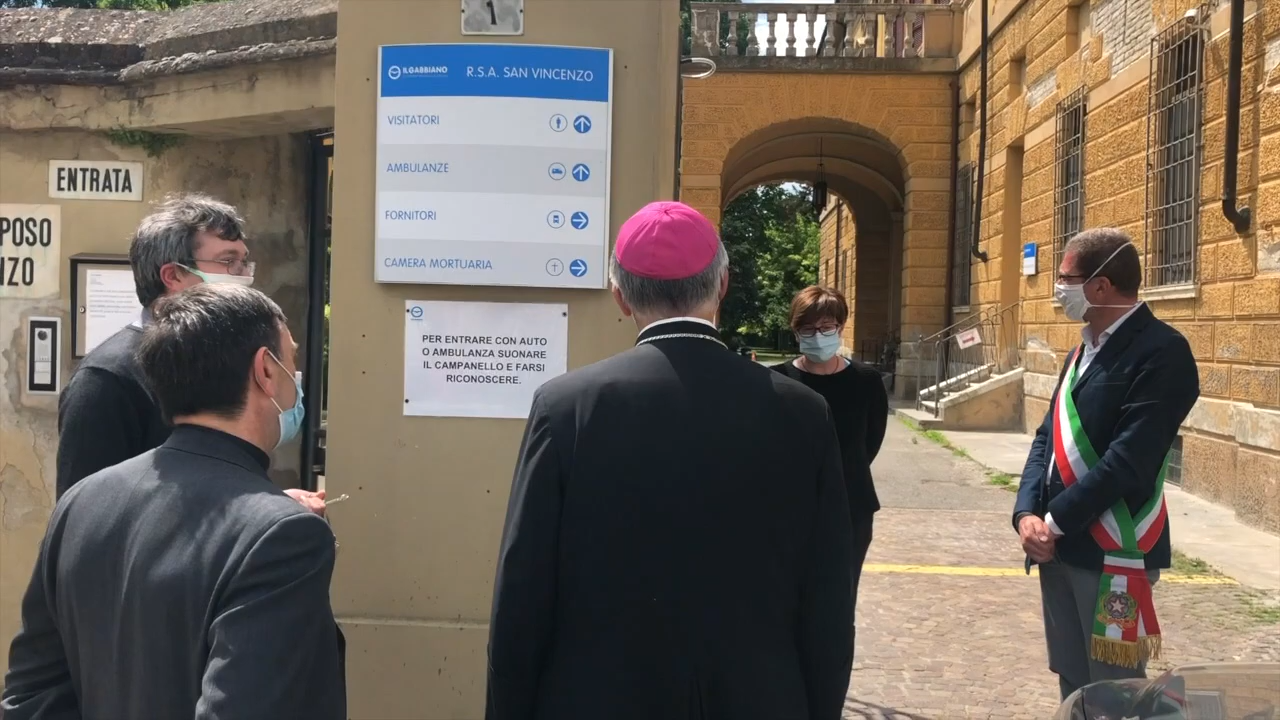 1
IL GABBIANO
R.S.A. SAN VINCENZO
VISITATORI
AMBULANZE
FORNITORI
CAMERA MORTUARIA
PER ENTRARE CON AUTO
O AMBULANZA SUONARE
IL CAMPANELLO E FARSI
RICONOSCERE.
ENTRATA
POSO
NZO